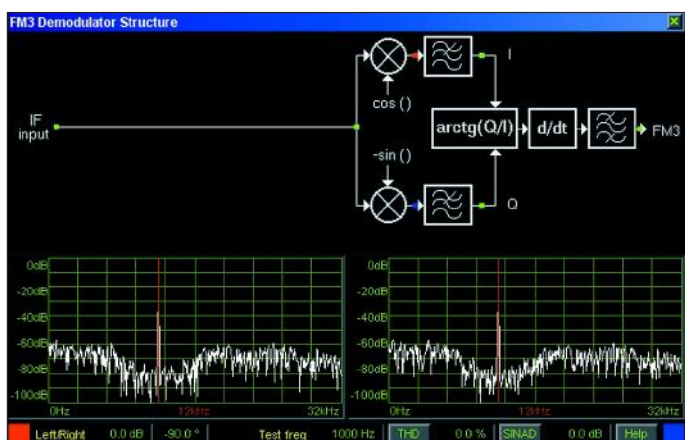 FM3 Demodulator Structure
I
cos ()
IF
input
arctg(Q/I)
d/dt
FM3
-sin ()
Q
0dB
-20dB
-40dB
-60dB
-80dB
-100dB
0Hz
12kHz
32kHz
0dB
-20dB
-40dB
-60dB
-80dB
-100dB
0Hz
12kHz
32kHz
Left/Right 0.0 dB -90.0 ° Test freq 1000 Hz THD 0.0 % SINAD 0.0 dB Help